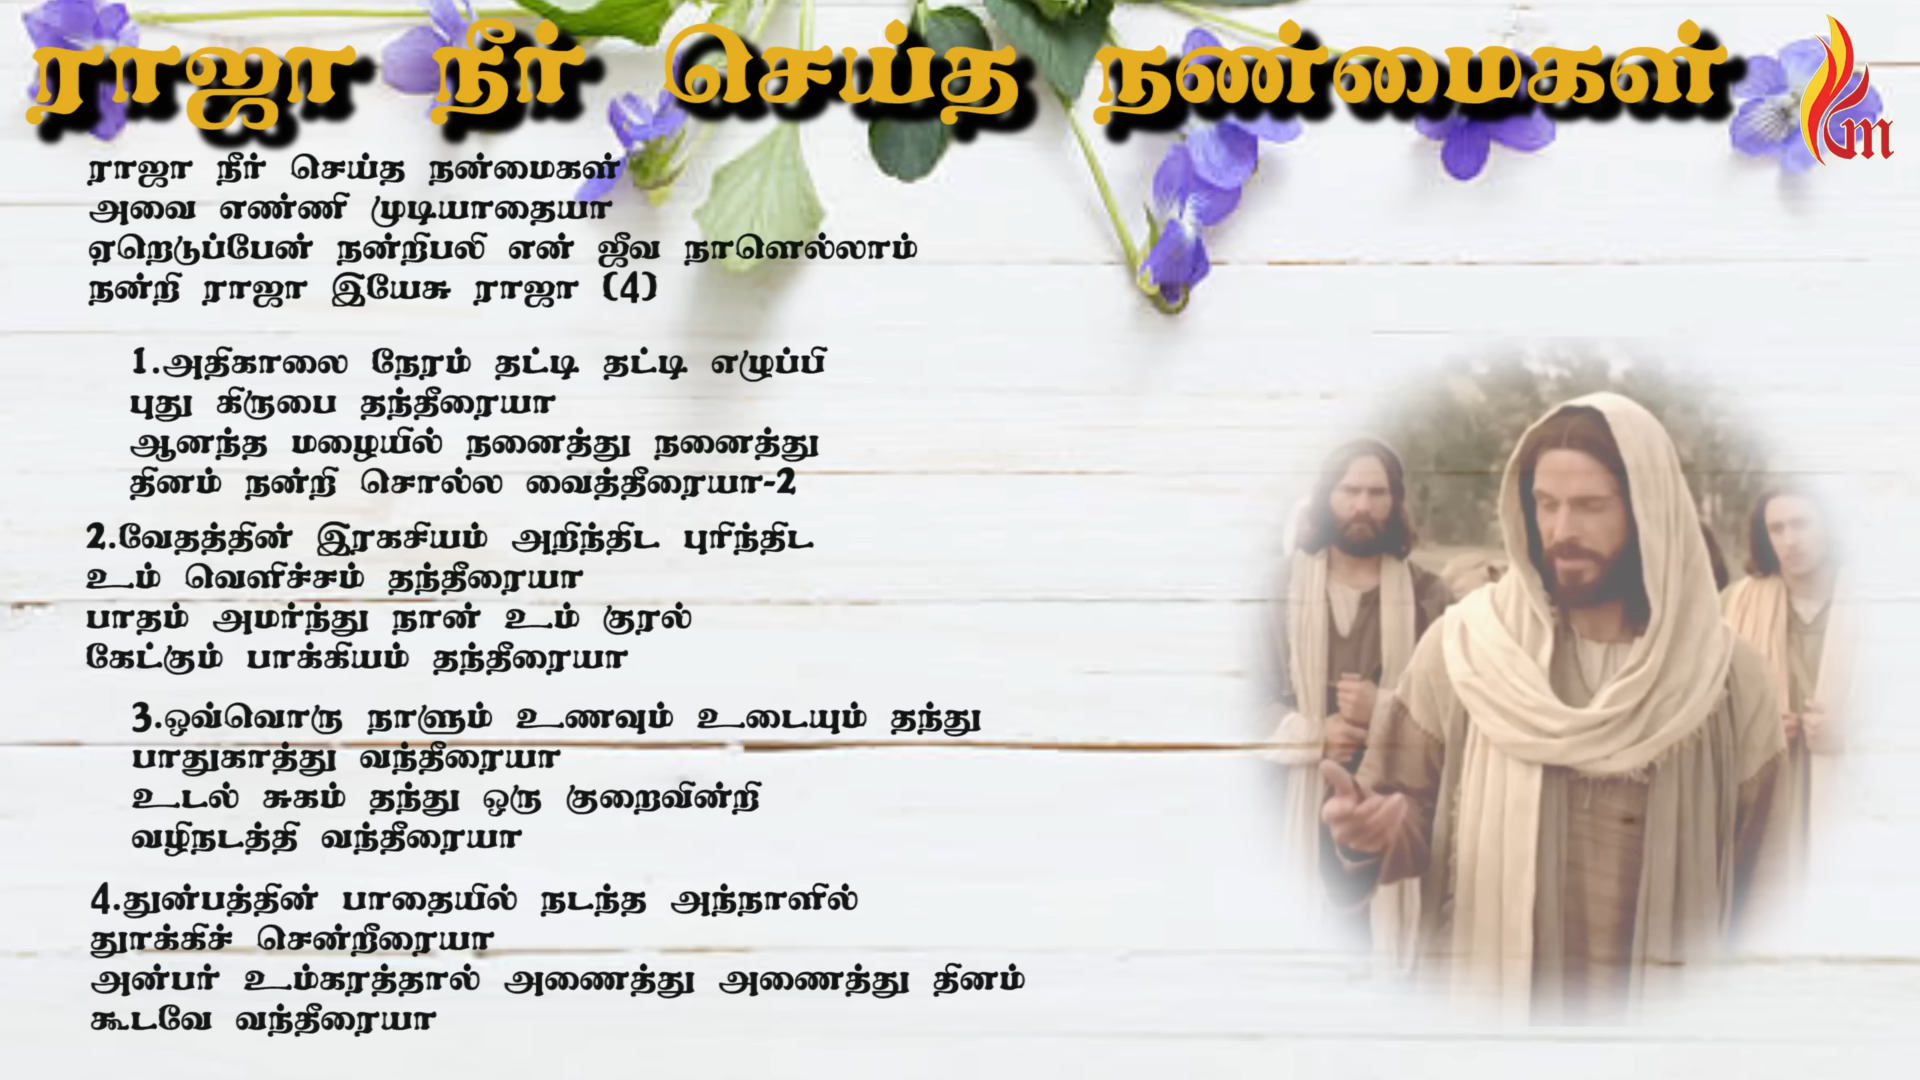 ராஜா நீர் செய்த நண்மைகள்
m
ராஜா நீர் செய்த நன்மைகள்
அவை எண்ணி முடியாதையா
ஏறெடுப்பேன் நன்றிபலி என் ஜீவ நாளெல்லாம்
நன்றி ராஜா இயேசு ராஜா (4)
1.அதிகாலை நேரம் தட்டி தட்டி எழுப்பி
புது கிருபை தந்தீரையா
ஆனந்த மழையில் நனைத்து நனைத்து
தினம் நன்றி சொல்ல வைத்தீரையா-2
2.வேதத்தின் இரகசியம் அறிந்திட புரிந்திட
உம் வெளிச்சம் தந்தீரையா
பாதம் அமர்ந்து நான் உம் குரல்
கேட்கும் பாக்கியம் தந்தீரையா
3.ஒவ்வொரு நாளும் உணவும் உடையும் தந்து
பாதுகாத்து வந்தீரையா
உடல் சுகம் தந்து ஒரு குறைவின்றி
வழிநடத்தி வந்தீரையா
4.துன்பத்தின் பாதையில் நடந்த அந்நாளில்
துாக்கிச் சென்றீரையா
அன்பர் உம்கரத்தால் அணைத்து அணைத்து தினம்
கூடவே வந்தீரையா